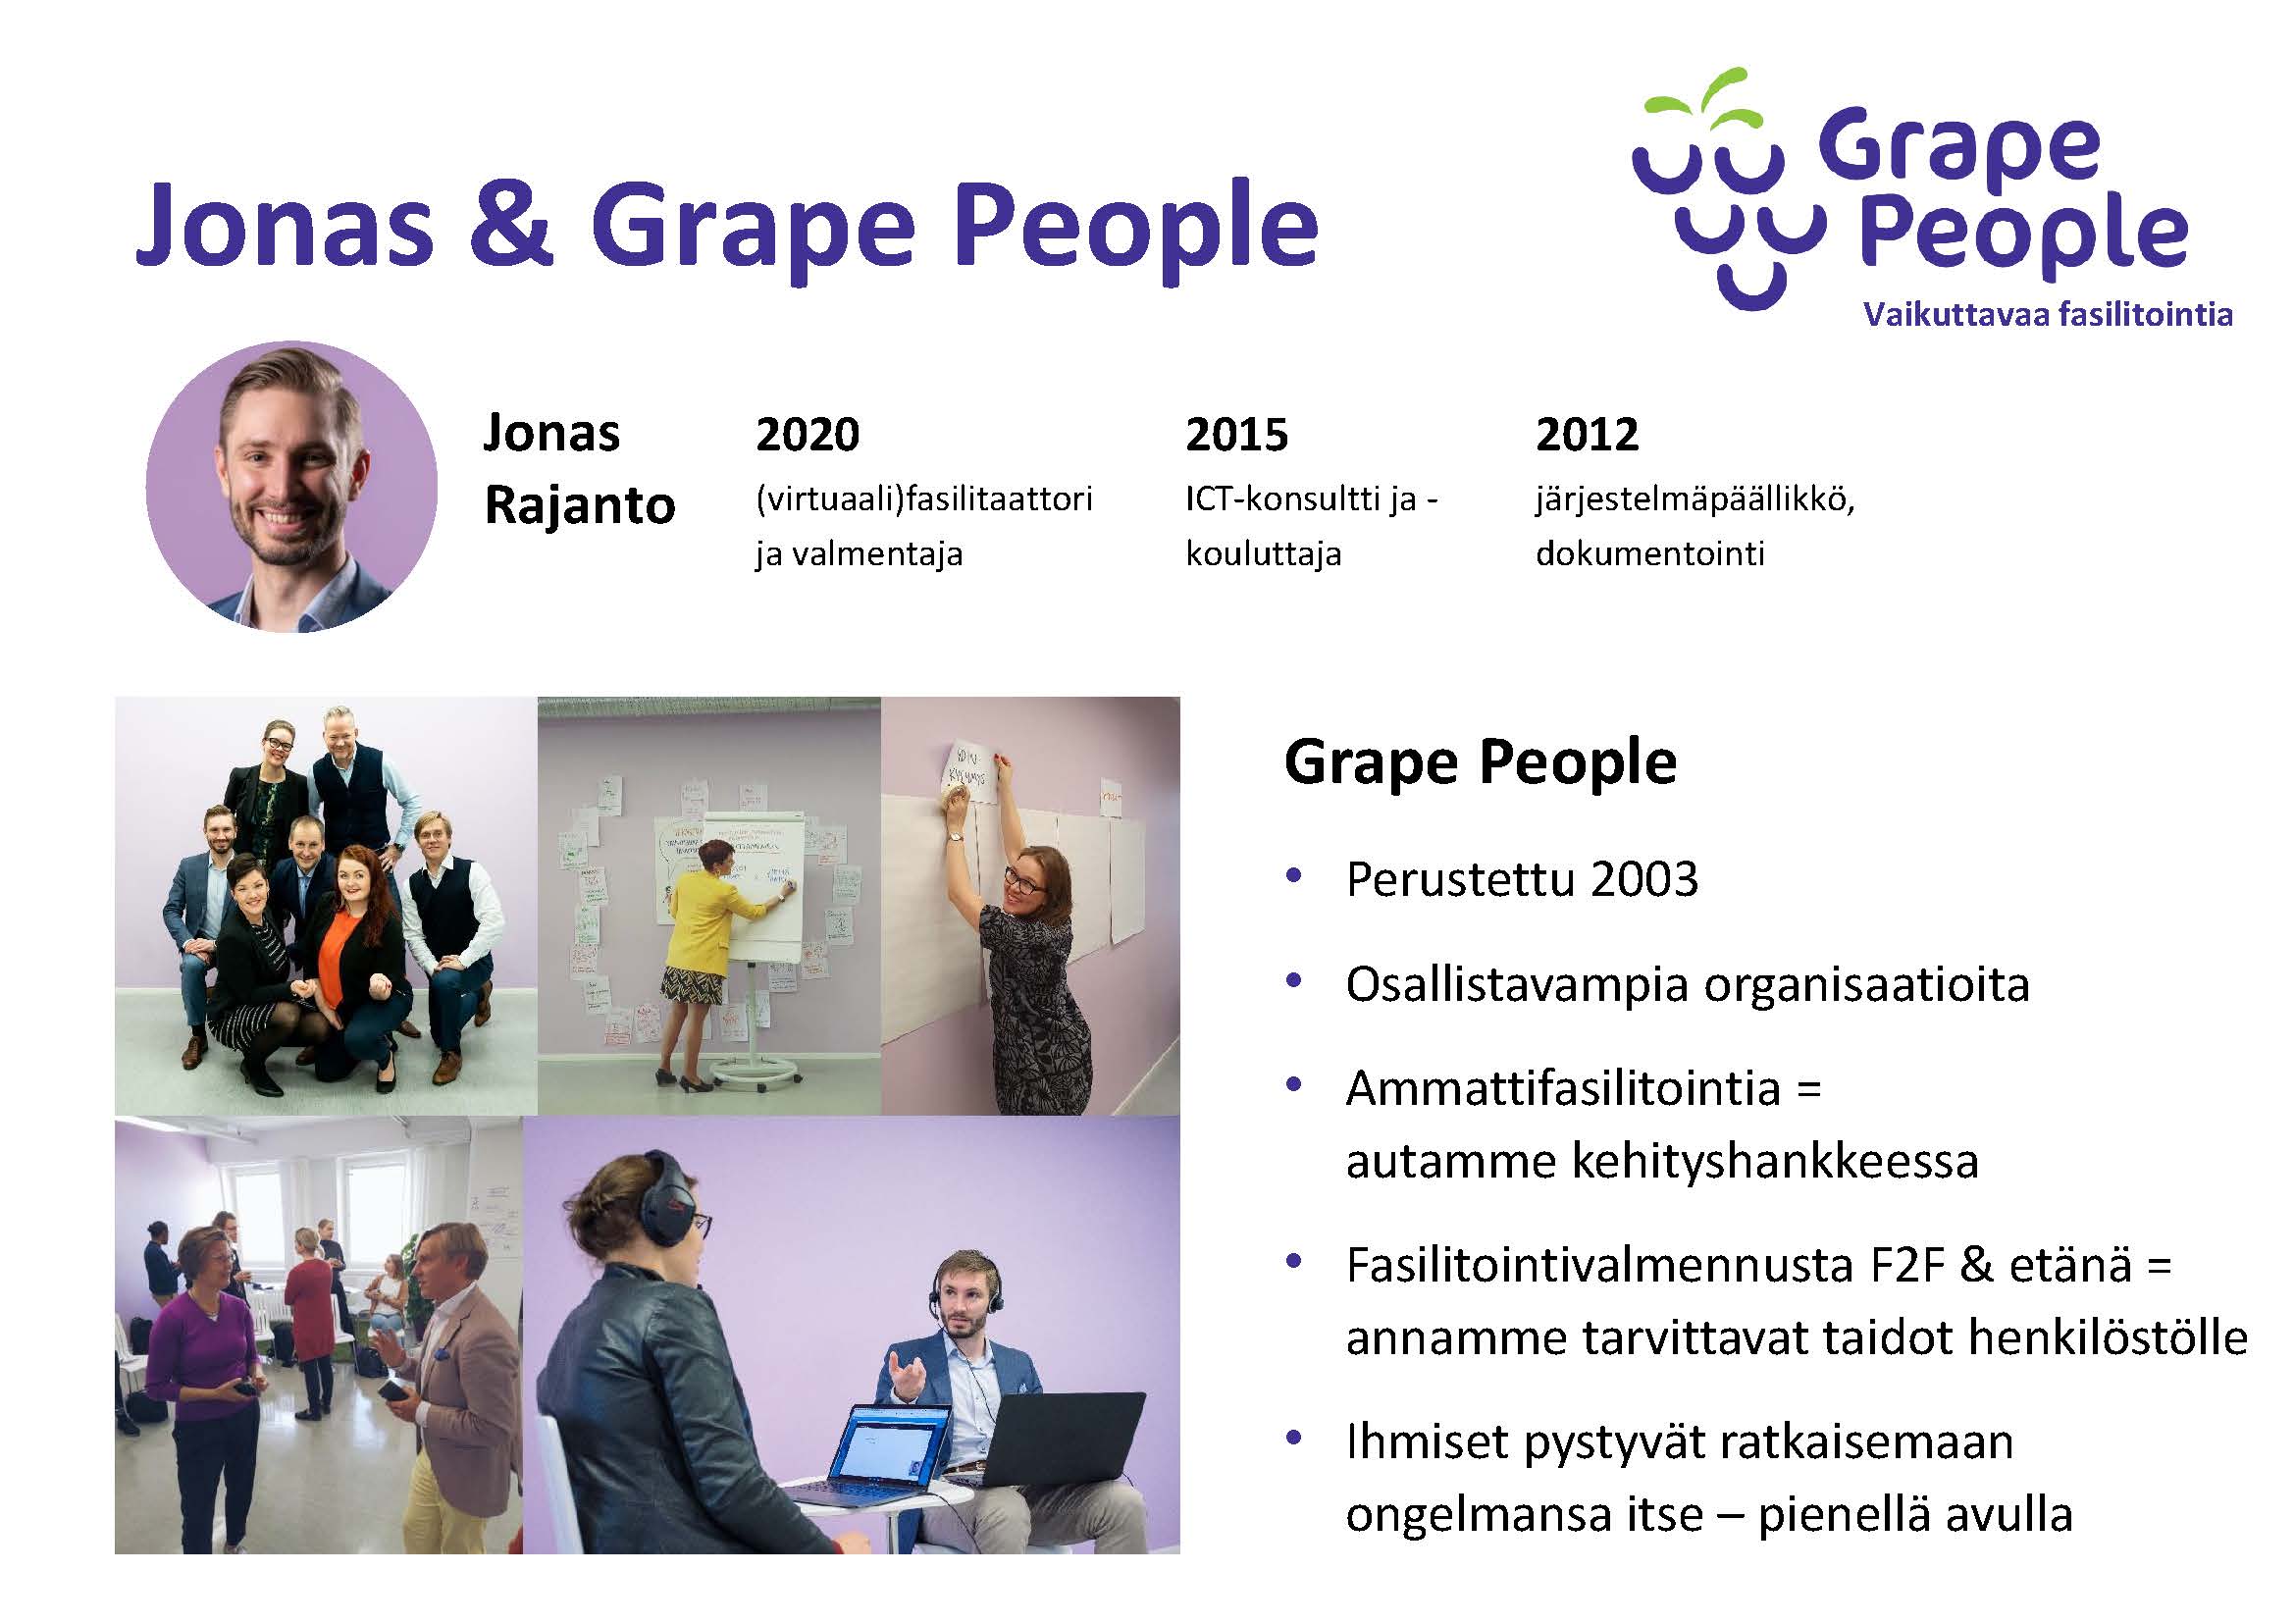 Grape
People
Vaikuttavaa fasilitointia
Jonas & Grape People
Jonas
Rajanto
2020
(virtuaali)fasilitaattori
ja valmentaja
2015
ICT-konsultti ja -
kouluttaja
2012
järjestelmäpäällikkö,
dokumentointi
Grape People
• Perustettu 2003
• Osallistavampia organisaatioita
• Ammattifasilitointia =
autamme kehityshankkeessa
• Fasilitointivalmennusta F2F & etänä =
annamme tarvittavat taidot henkilöstölle
• Ihmiset pystyvät ratkaisemaan
ongelmansa itse – pienellä avulla